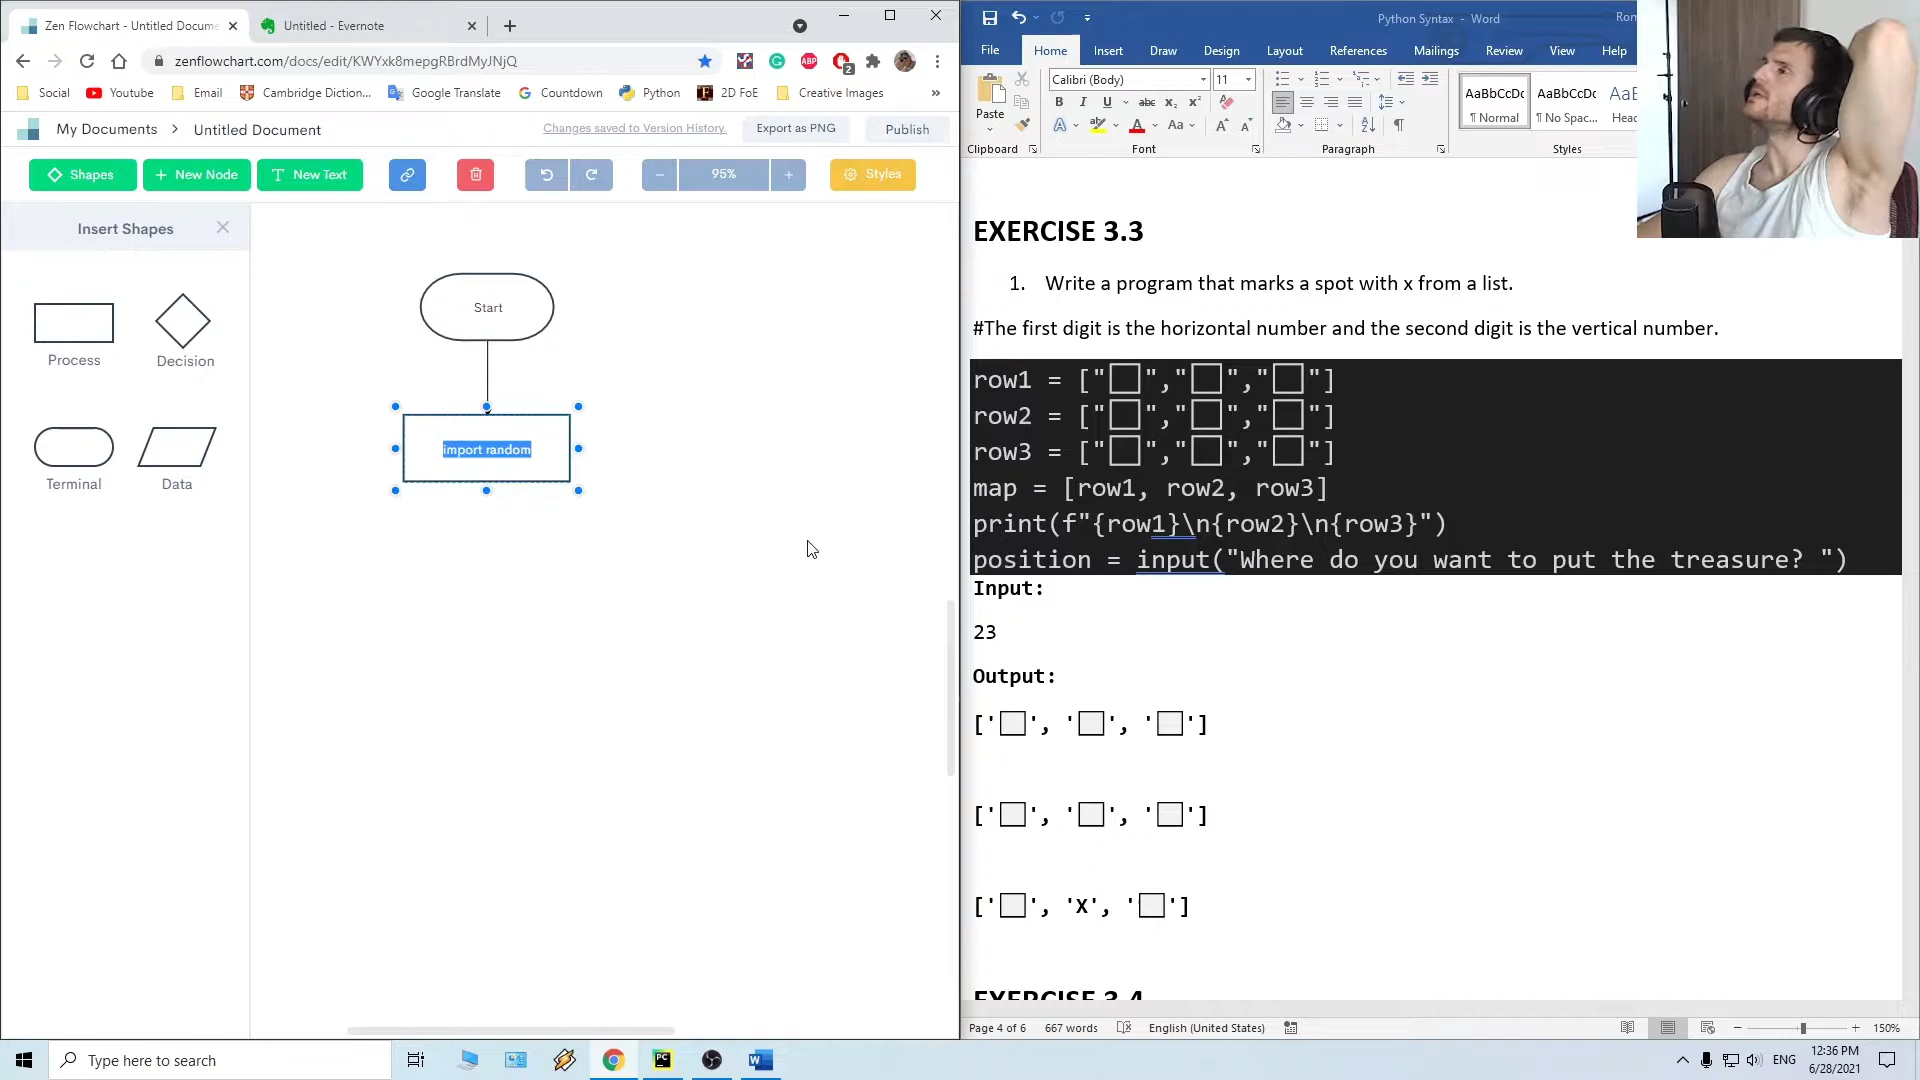 Zen Flowchart - Untitled Docume
Untitled - Evernote
zenflowchart.com/docs/edit/KWYxk8mepgRBrdMyJNjQ
Social
Youtube
Email
Cambridge Diction...
Google Translate
Countdown
Python
2D FoE
Creative Images
»
My Documents > Untitled Document
Changes saved to Version History.
Export as PNG
Publish
Shapes
+ New Node
New Text
95%
Styles
Insert Shapes
Process
Decision
Terminal
Data
Start
import random
Python Syntax - Word
File
Home
Insert
Draw
Design
Layout
References
Mailings
Review
View
Help
Paste
Calibri (Body)
11
AaBbCcDc
AaBbCcDc
¶ Normal
¶ No Spac...
Clipboard
Font
Paragraph
Styles
EXERCISE 3.3
1. Write a program that marks a spot with x from a list.
#The first digit is the horizontal number and the second digit is the vertical number.
row1 = ["⬜","⬜","⬜"]
row2 = ["⬜","⬜","⬜"]
row3 = ["⬜","⬜","⬜"]
map = [row1, row2, row3]
print(f"{row1}\n{row2}\n{row3}")
position = input("Where do you want to put the treasure? ")
Input:
23
Output:
['⬜', '⬜', '⬜']
['⬜', '⬜', '⬜']
['⬜', 'X', '⬜']
EXERCISE 3.4
Page 4 of 6
667 words
English (United States)
150%
Type here to search
ENG
12:36 PM
6/28/2021